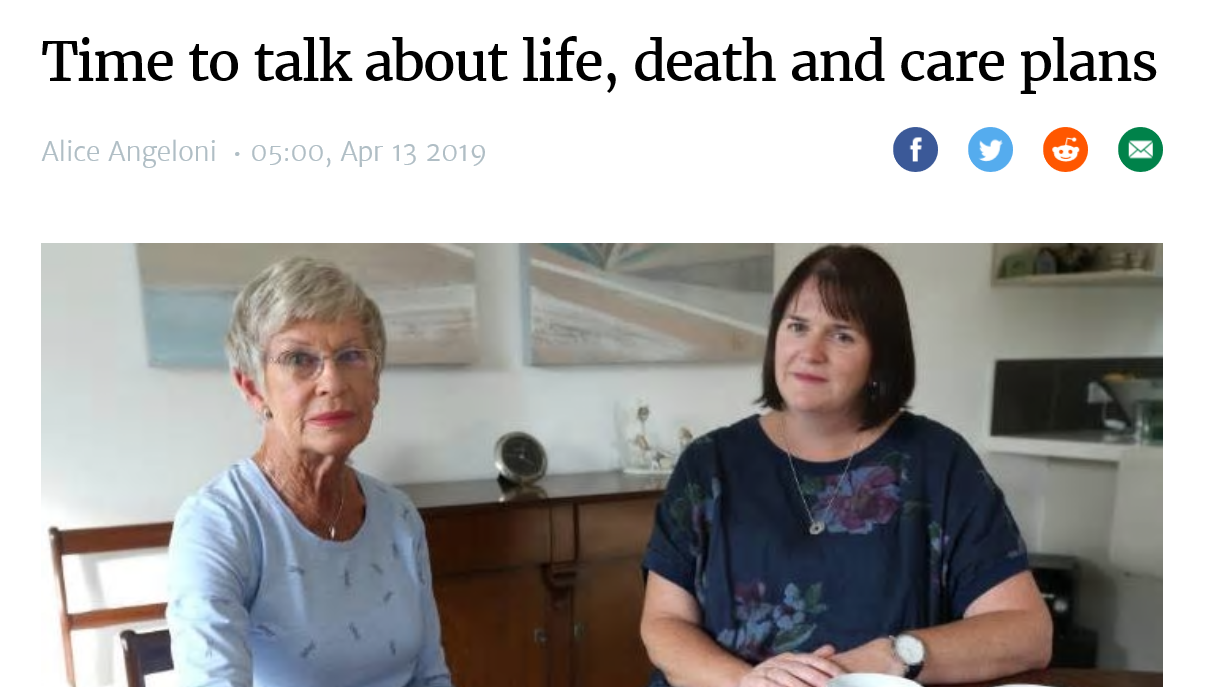 Time to talk about life, death and care plans
Alice Angeloni • 05:00, Apr 13 2019